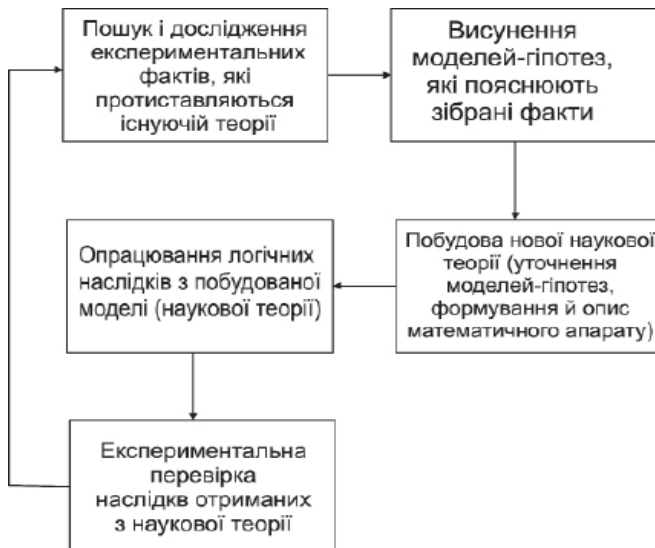 Пошук і дослідження
експериментальних
фактів, які
протиставляються
існуючій теорії
Висунення
моделей-гіпотез,
які пояснюють
зібрані факти
Побудова нової наукової
теорії (уточнення
моделей-гіпотез,
формування й опис
математичного апарату)
Опрацювання логічних
наслідків з побудованої
моделі (наукової теорії)
Експериментальна
перевірка
наслідкв отриманих
з наукової теорії